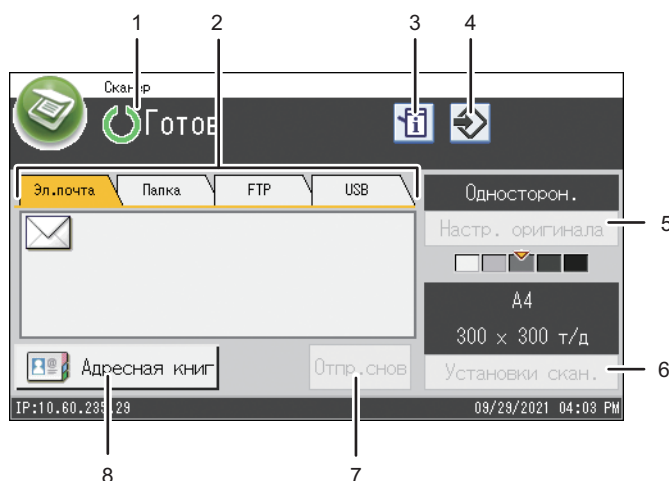 1 2 3 4
Сканер
Готов
Эл.почта Папка FTP USB
Односторон.
Настр. оригинала
5
A4
300 x 300 т/д
Адресная книг
Отпр.снов
Установки скан.
6
IP:10.60.235.29
09/29/2021 04:03 PM
8 7